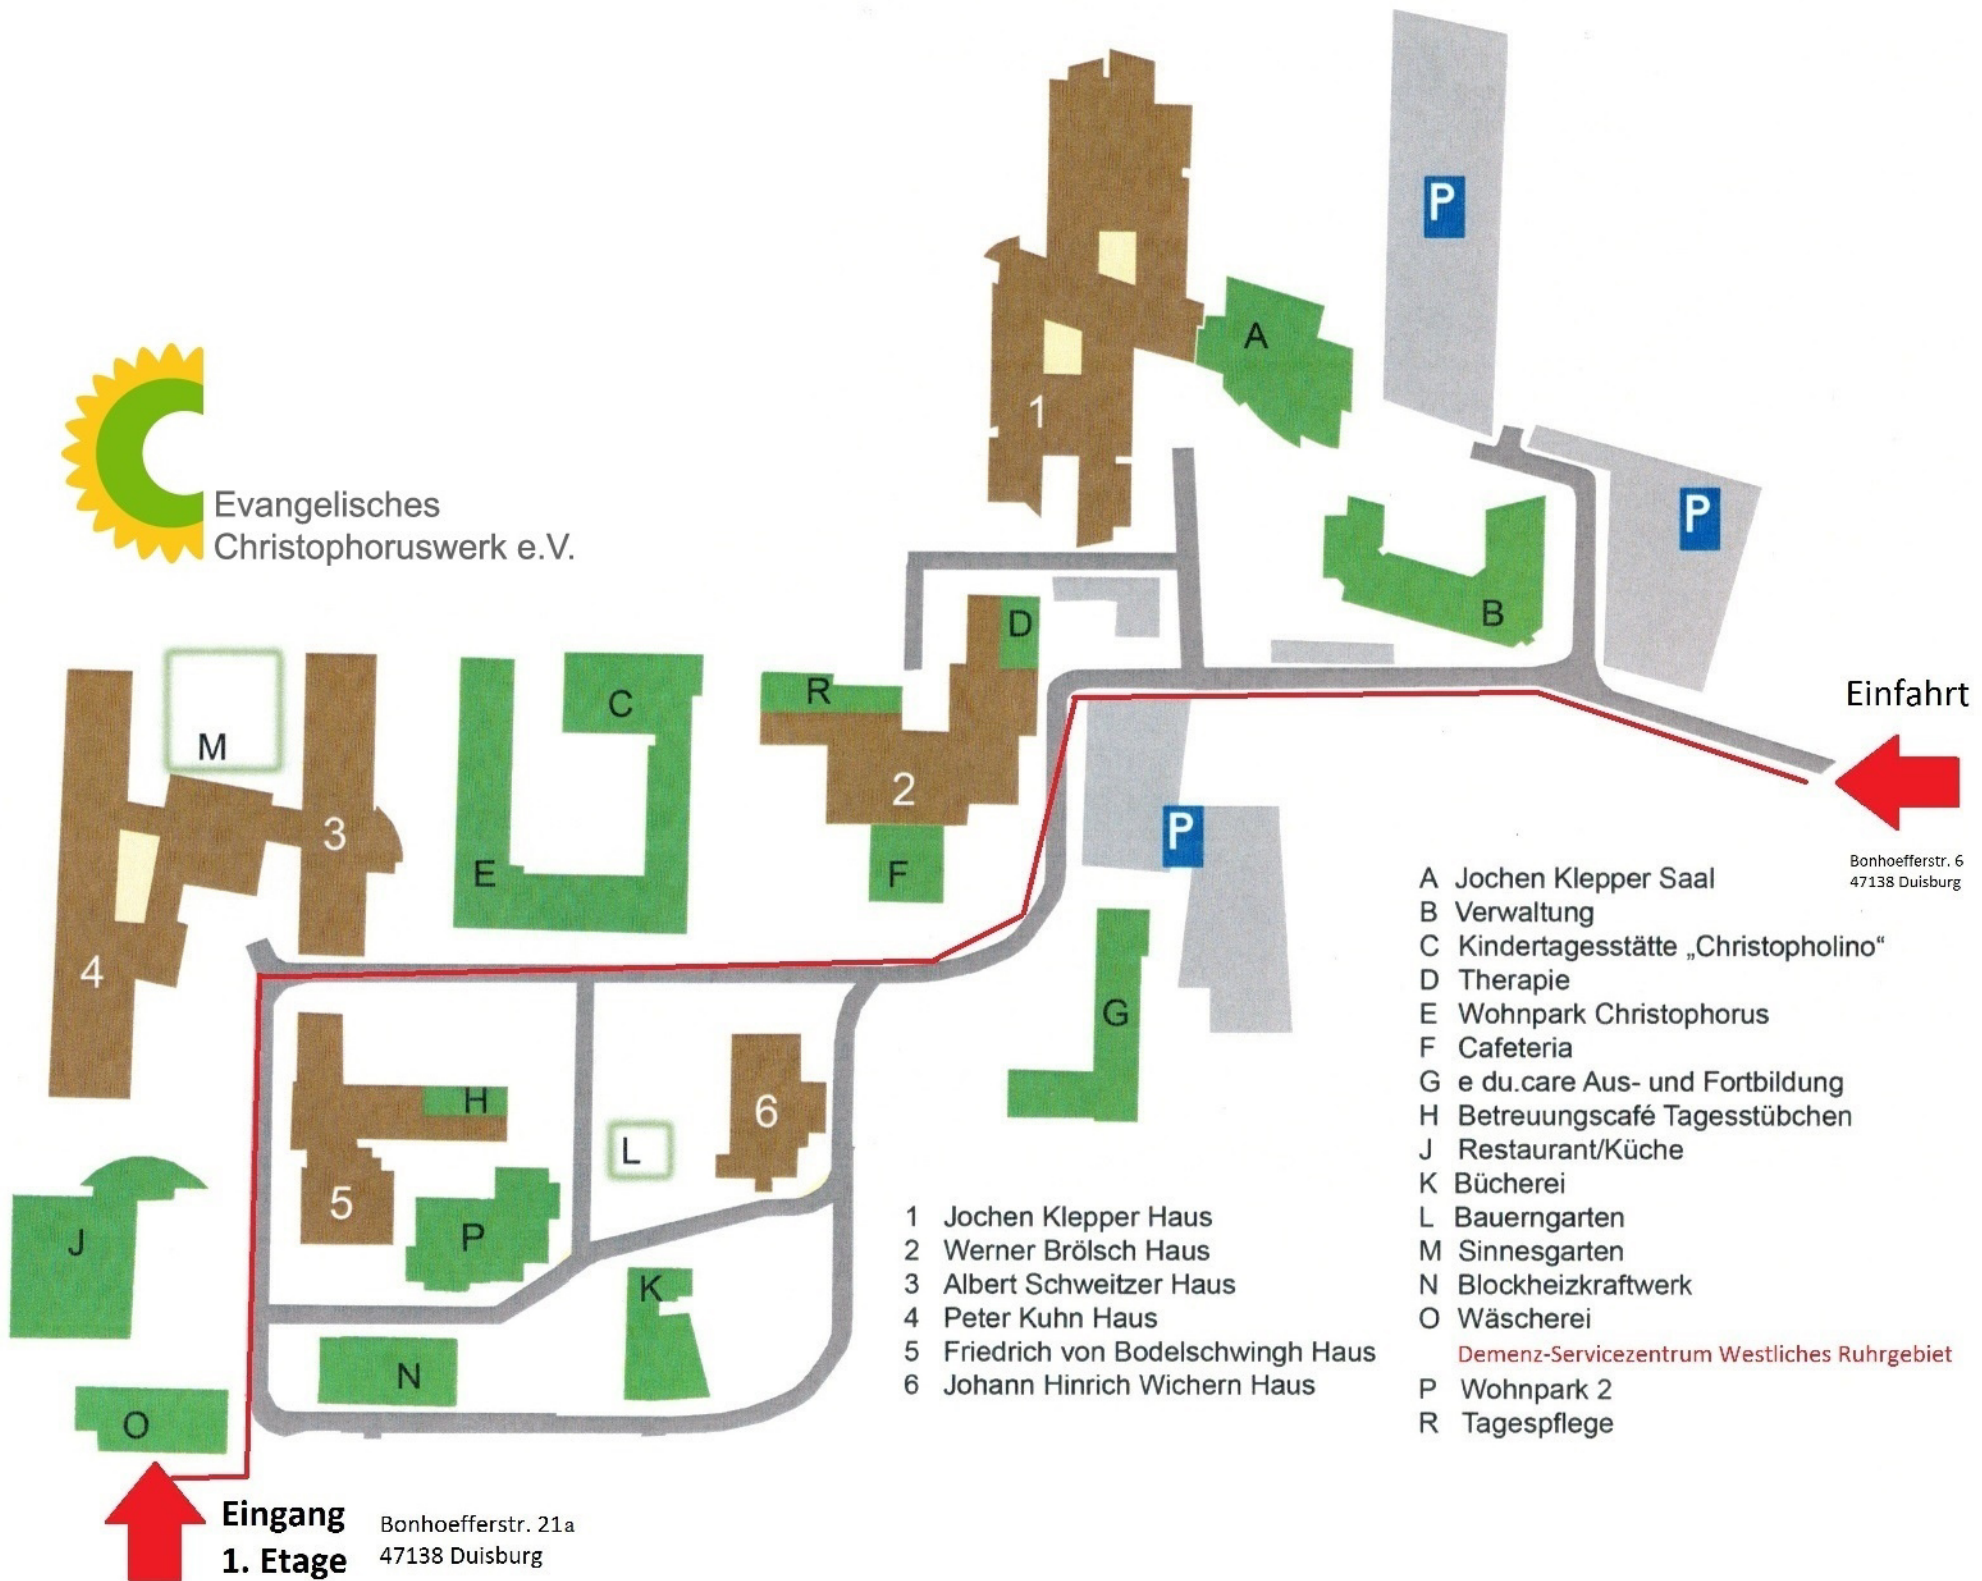 P
A
1
Evangelisches
Christophoruswerk e.V.
P
B
D
R
C
M
Einfahrt
2
3
P
E
F
Bonhoefferstr. 6
47138 Duisburg
4
G
H
6
L
5
P
J
K
N
O
A Jochen Klepper Saal
B Verwaltung
C Kindertagesstätte „Christopholino“
D Therapie
E Wohnpark Christophorus
F Cafeteria
G e du.care Aus- und Fortbildung
H Betreuungscafé Tagesstübchen
J Restaurant/Küche
K Bücherei
L Bauerngarten
M Sinnesgarten
N Blockheizkraftwerk
O Wäscherei
Demenz-Servicezentrum Westliches Ruhrgebiet
P Wohnpark 2
R Tagespflege
1 Jochen Klepper Haus
2 Werner Brölsch Haus
3 Albert Schweitzer Haus
4 Peter Kuhn Haus
5 Friedrich von Bodelschwingh Haus
6 Johann Hinrich Wichern Haus
Eingang
1. Etage
Bonhoefferstr. 21a
47138 Duisburg